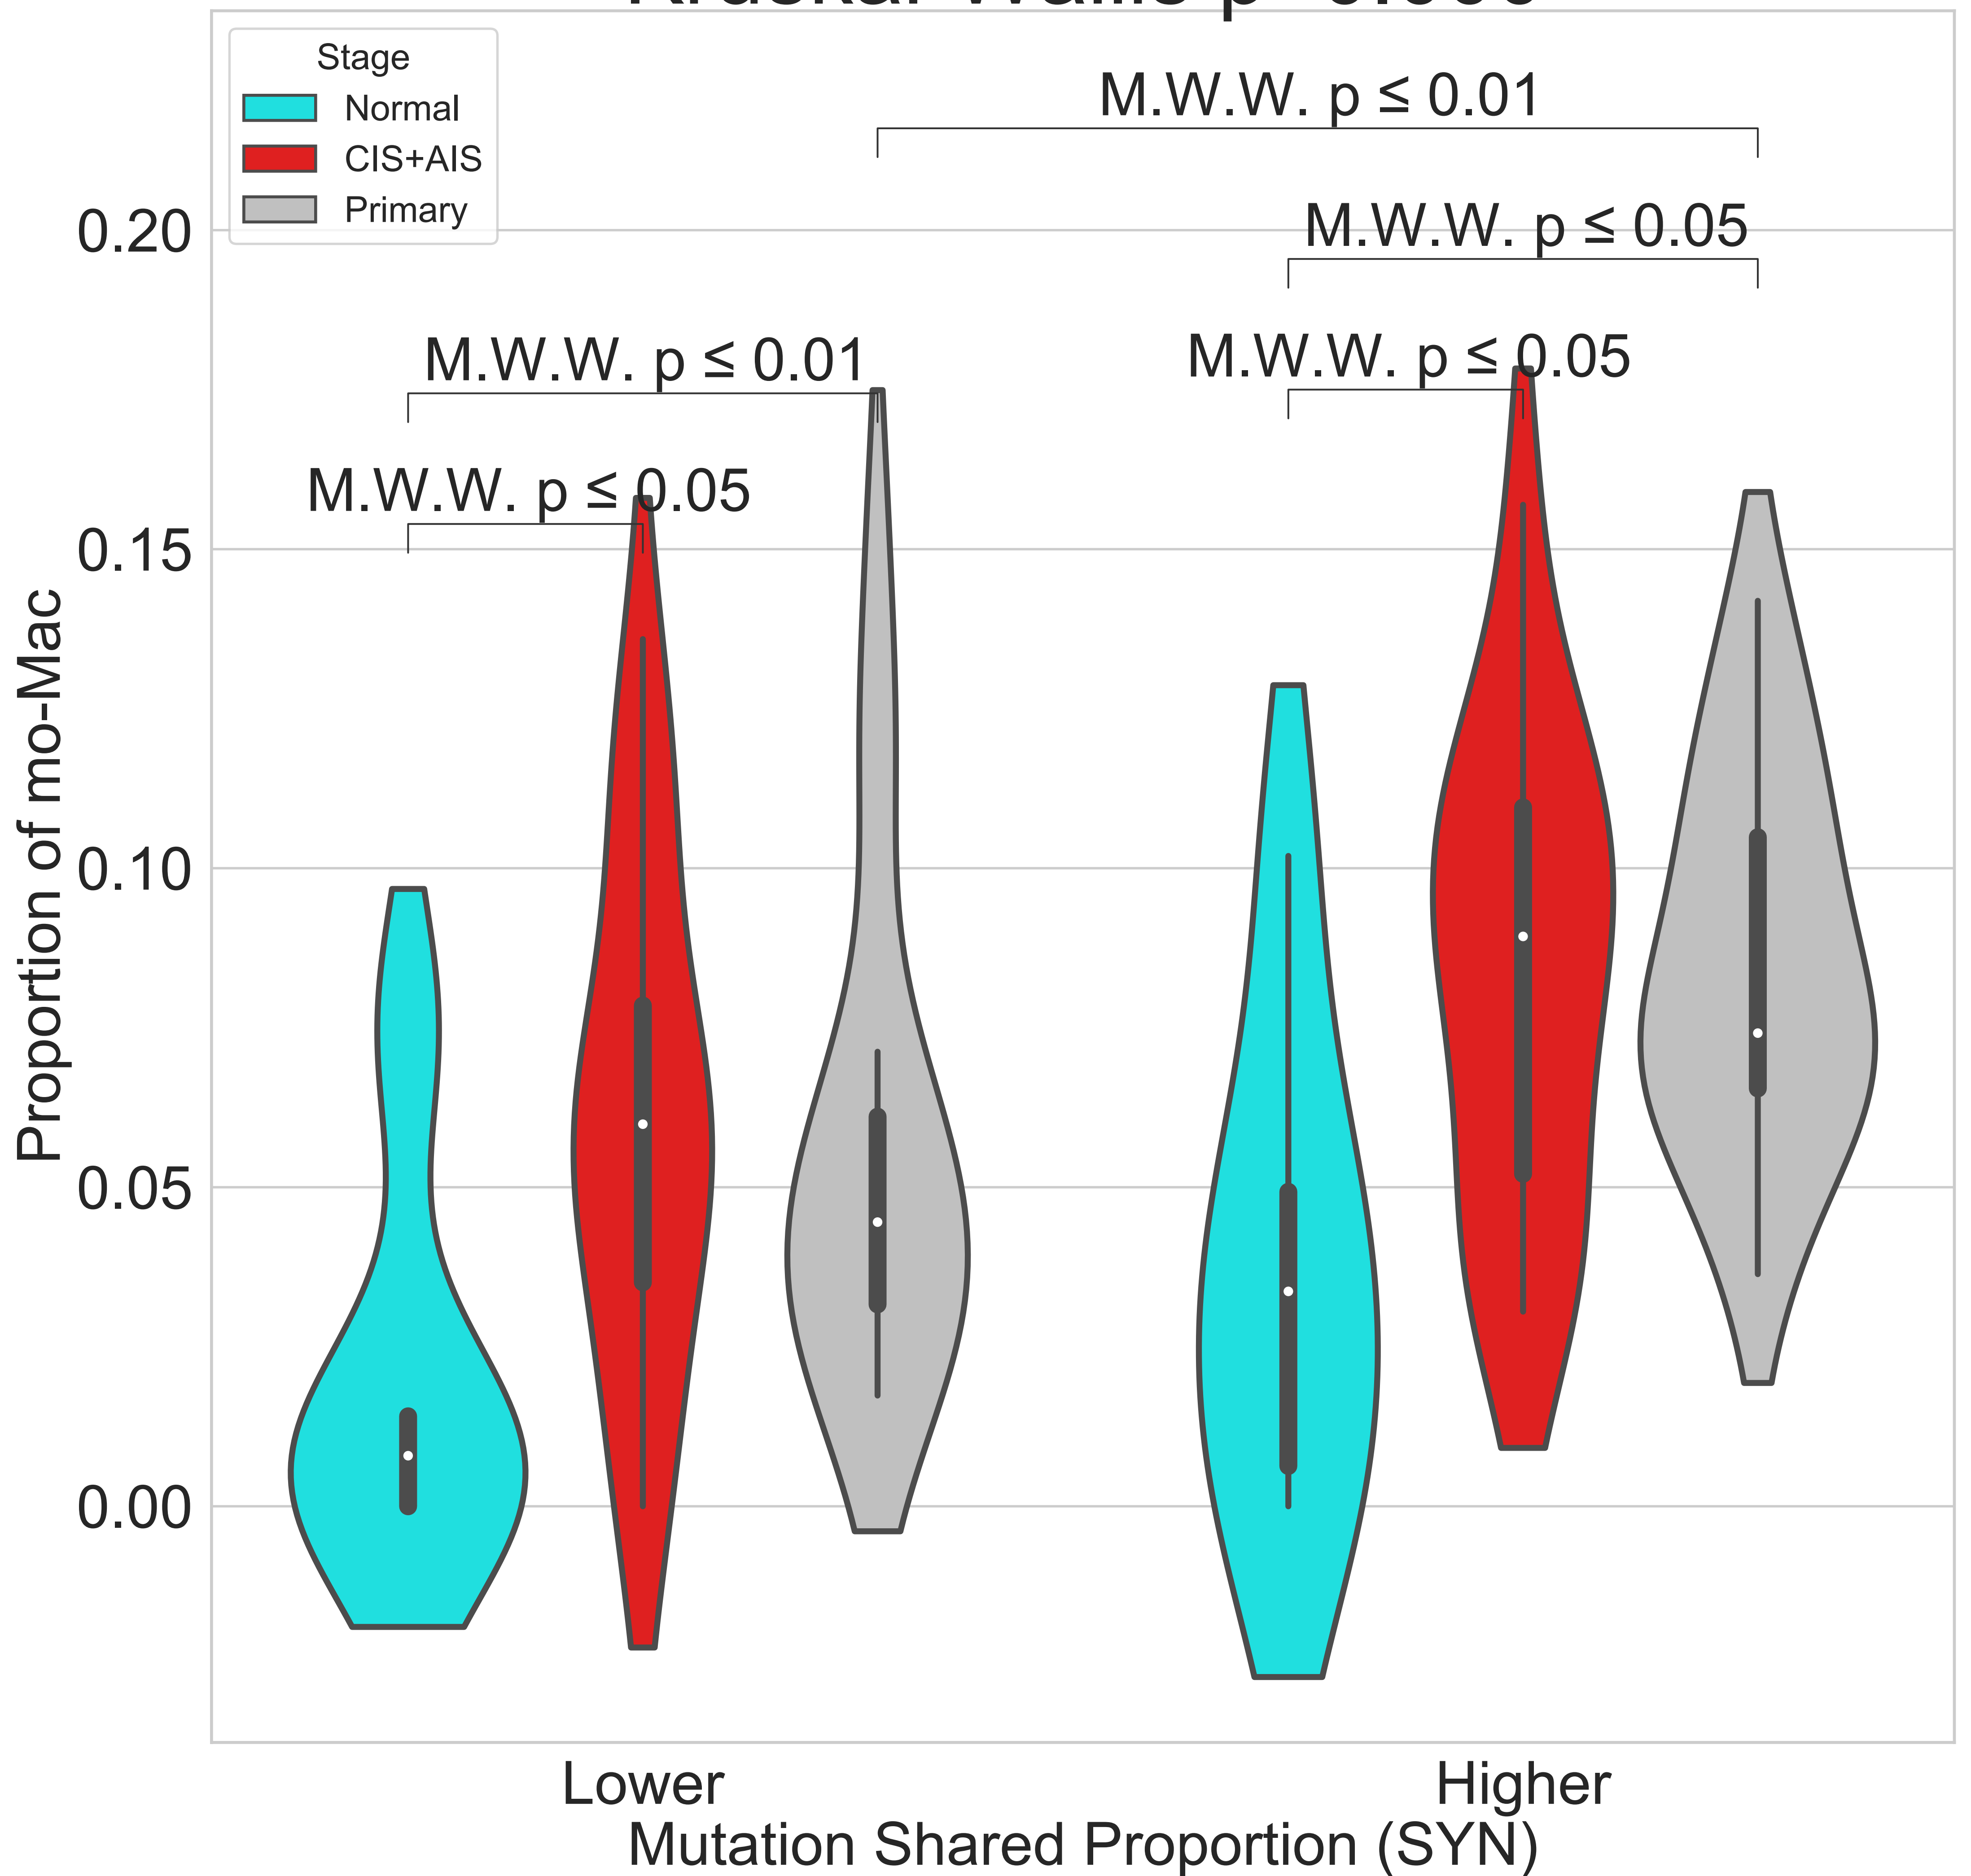 Stage
Normal
CIS+AIS
Primary
M.W.W. p ≤ 0.01
M.W.W. p ≤ 0.05
M.W.W. p ≤ 0.01
M.W.W. p ≤ 0.05
M.W.W. p ≤ 0.05
0.20
0.15
0.10
0.05
0.00
Proportion of mo-Mac
Lower
Higher
Mutation Shared Proportion (SYN)